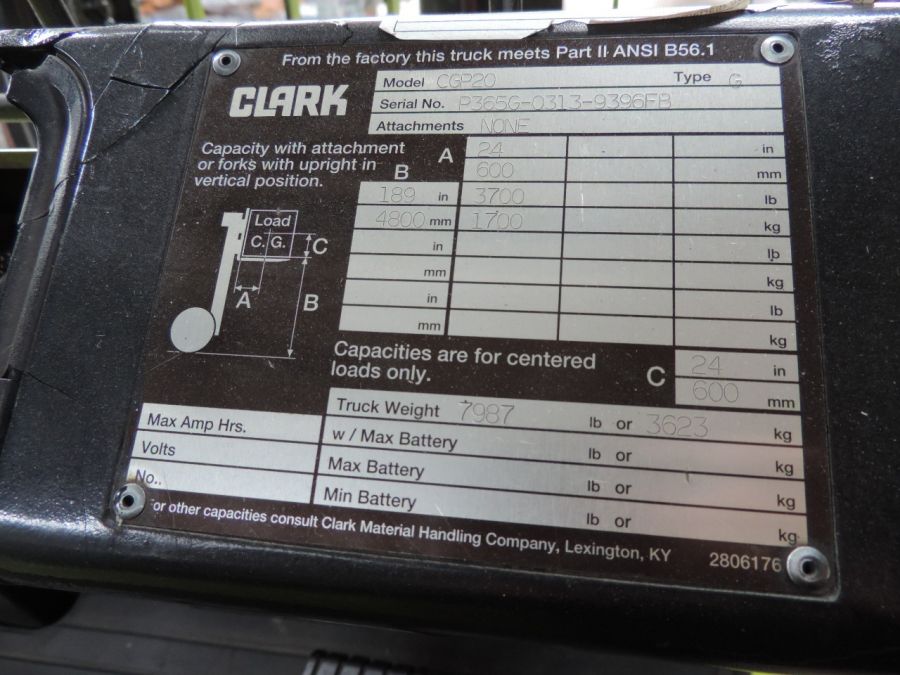 From the factory this truck meets Part II ANSI B56.1
CLARK
Model CGP20 Type G
Serial No. P365G-0313-9396FB
Attachments NONE
Capacity with attachment
or forks with upright in
vertical position.
A 24 in
600 mm
B
189 in 3700 lb
4800 mm 1700 kg
in lb
mm kg
in lb
mm kg
Load
C. G.
C
A
B
Capacities are for centered
loads only.
C 24 in
600 mm
Truck Weight 7987 lb or 3623 kg
w / Max Battery lb or kg
Max Battery lb or kg
Min Battery lb or kg
Max Amp Hrs.
Volts
No..
For other capacities consult Clark Material Handling Company, Lexington, KY 2806176